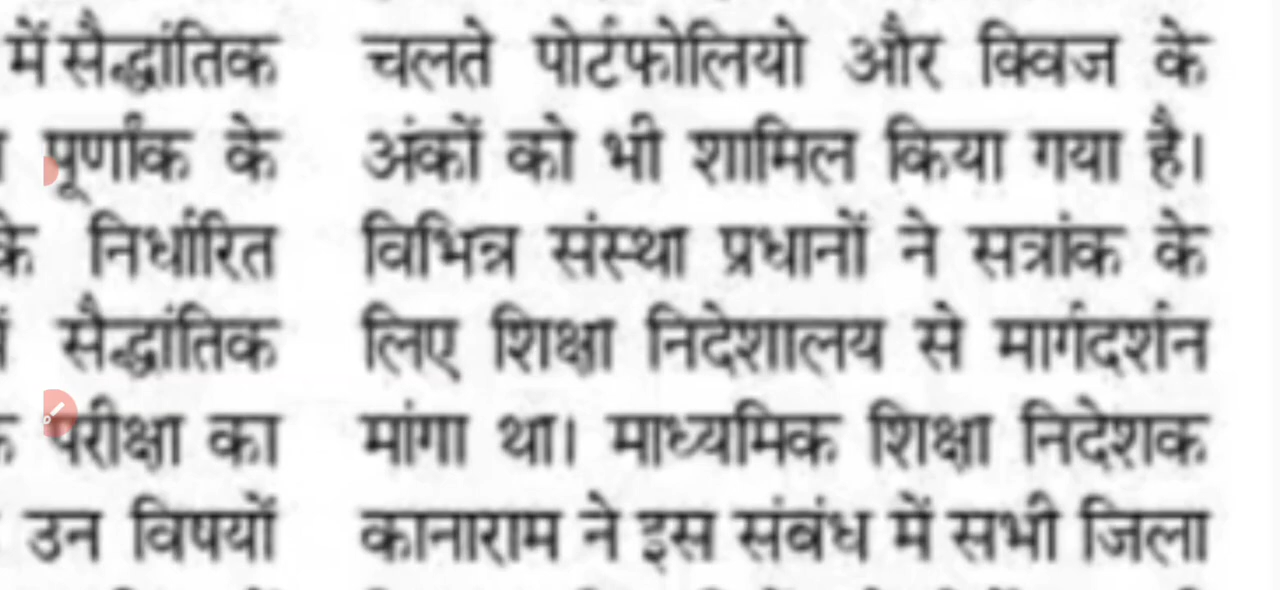 में सैद्धांतिक
पूर्णांक के
के निर्धारित
सैद्धांतिक
परीक्षा का
उन विषयों
चलते पोर्टफोलियो और क्विज के
अंकों को भी शामिल किया गया है।
विभिन्न संस्था प्रधानों ने सत्रांक के
लिए शिक्षा निदेशालय से मार्गदर्शन
मांगा था। माध्यमिक शिक्षा निदेशक
कानाराम ने इस संबंध में सभी जिला